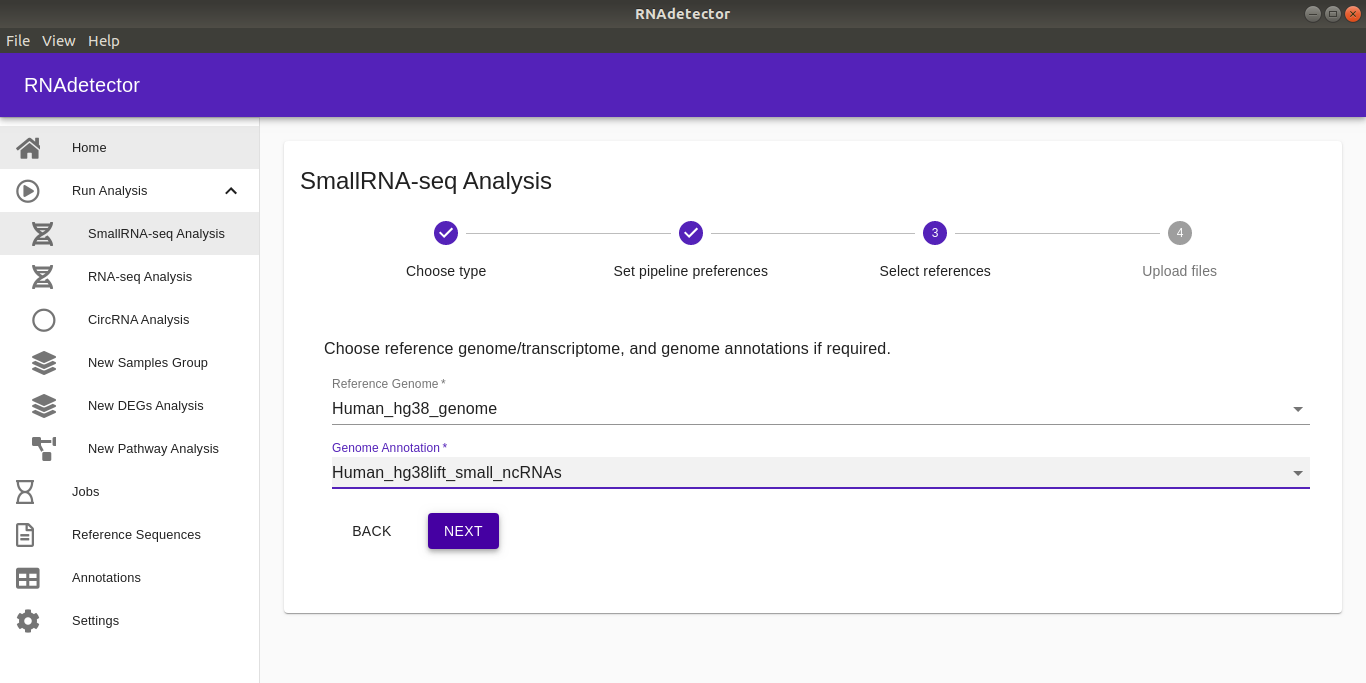 RNAdetector
File View Help
RNAdetector
Home
Run Analysis
SmallRNA-seq Analysis
RNA-seq Analysis
CircRNA Analysis
New Samples Group
New DEGs Analysis
New Pathway Analysis
Jobs
Reference Sequences
Annotations
Settings
SmallRNA-seq Analysis
3 4
Choose type Set pipeline preferences Select references Upload files
Choose reference genome/transcriptome, and genome annotations if required.
Reference Genome *
Human_hg38_genome
Genome Annotation *
Human_hg38lift_small_ncRNAs
BACK NEXT